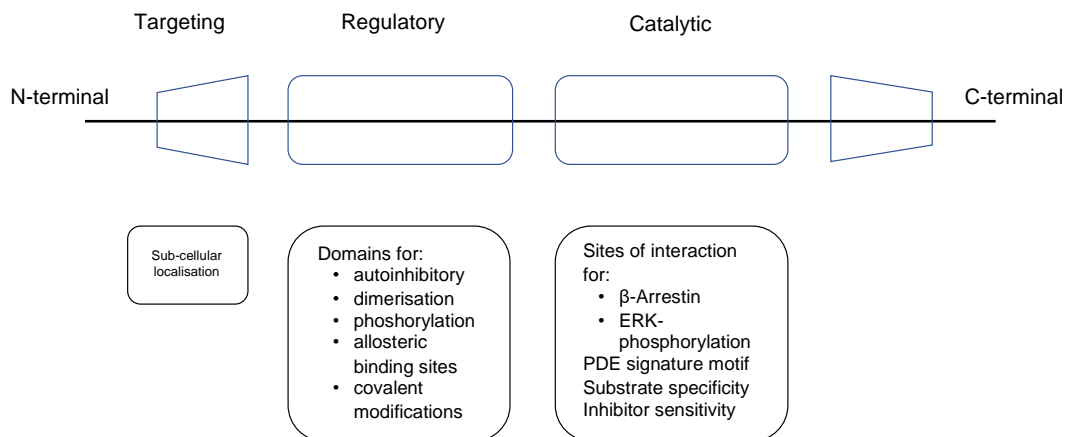 Targeting
Regulatory
Catalytic
N-terminal
C-terminal
Sub-cellular
localisation
Domains for:
• autoinhibitory
• dimerisation
• phoshorylation
• allosteric
binding sites
• covalent
modifications
Sites of interaction
for:
• β-Arrestin
• ERK-
phosphorylation
PDE signature motif
Substrate specificity
Inhibitor sensitivity